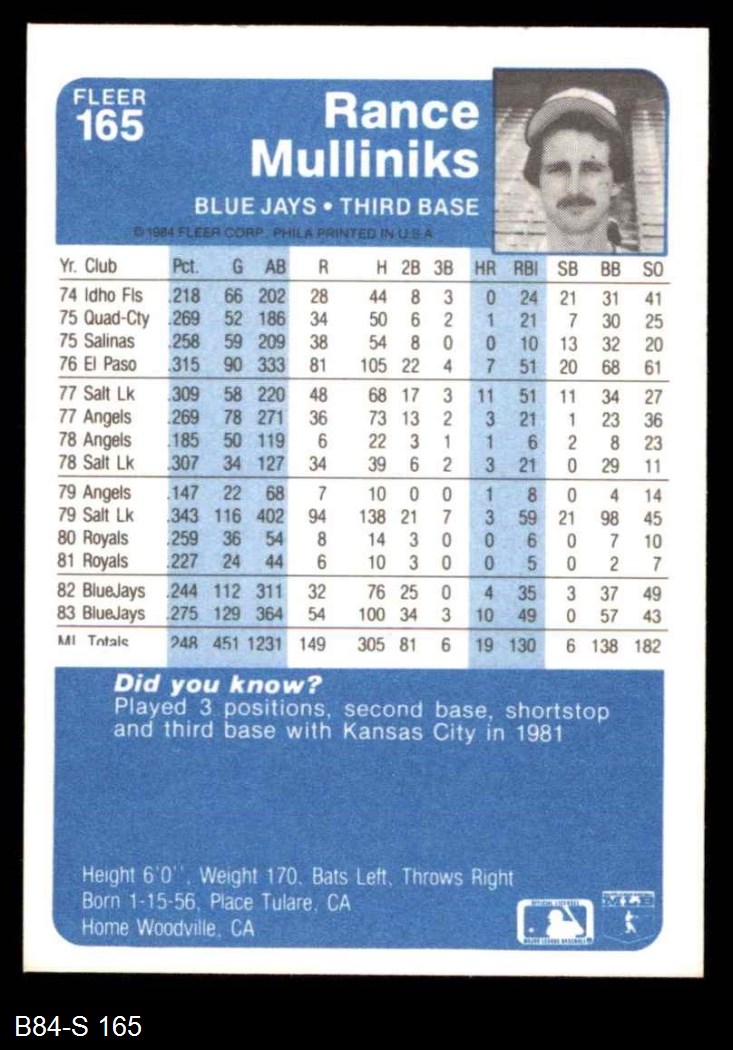 FLEER
165
Rance
Mulliniks
BLUE JAYS • THIRD BASE
© 1984 FLEER CORP. PHILA PRINTED IN U.S.A
Yr. Club Pct. G AB R H 2B 3B HR RBI SB BB SO
74 Idho Fls .218 66 202 28 44 8 3 0 24 21 31 41
75 Quad-Cty .269 52 186 34 50 6 2 1 21 7 30 25
75 Salinas .258 59 209 38 54 8 0 0 10 13 32 20
76 El Paso .315 90 333 81 105 22 4 7 51 20 68 61
77 Salt Lk .309 58 220 48 68 17 3 11 51 11 34 27
77 Angels .269 78 271 36 73 13 2 3 21 1 23 36
78 Angels .185 50 119 6 22 3 1 1 6 2 8 23
78 Salt Lk .307 34 127 34 39 6 2 3 21 0 29 11
79 Angels .147 22 68 7 10 0 0 1 8 0 4 14
79 Salt Lk .343 116 402 94 138 21 7 3 59 21 98 45
80 Royals .259 36 54 8 14 3 0 0 6 0 7 10
81 Royals .227 24 44 6 10 3 0 0 5 0 2 7
82 BlueJays .244 112 311 32 76 25 0 4 35 3 37 49
83 BlueJays .275 129 364 54 100 34 3 10 49 0 57 43
ML Totals .248 451 1231 149 305 81 6 19 130 6 138 182
Did you know?
Played 3 positions, second base, shortstop
and third base with Kansas City in 1981
Height 6'0'', Weight 170. Bats Left, Throws Right
Born 1-15-56, Place Tulare, CA
Home Woodville, CA
OFFICIAL LICENSEE
MAJOR LEAGUE BASEBALL
B84-S 165